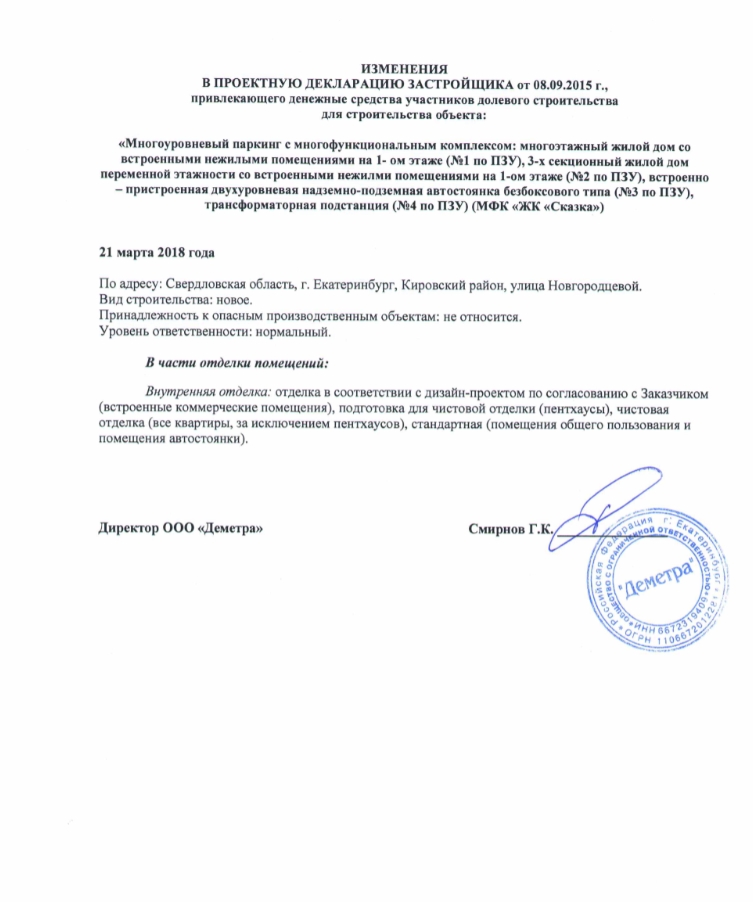 ИЗМЕНЕНИЯ
В ПРОЕКТНУЮ ДЕКЛАРАЦИЮ ЗАСТРОЙЩИКА от 08.09.2015 г.,
привлекающего денежные средства участников долевого строительства
для строительства объекта:
«Многоуровневый паркинг с многофункциональным комплексом: многоэтажный жилой дом со
встроенными нежилыми помещениями на 1- ом этаже (№1 по ПЗУ), 3-х секционный жилой дом
переменной этажности со встроенными нежилми помещениями на 1-ом этаже (№2 по ПЗУ), встроенно
– пристроенная двухуровневая надземно-подземная автостоянка безбоксового типа (№3 по ПЗУ),
трансформаторная подстанция (№4 по ПЗУ) (МФК «ЖК «Сказка»)
21 марта 2018 года
По адресу: Свердловская область, г. Екатеринбург, Кировский район, улица Новгородцевой.
Вид строительства: новое.
Принадлежность к опасным производственным объектам: не относится.
Уровень ответственности: нормальный.
В части отделки помещений:
Внутренняя отделка: отделка в соответствии с дизайн-проектом по согласованию с Заказчиком
(встроенные коммерческие помещения), подготовка для чистовой отделки (пентхаусы), чистовая
отделка (все квартиры, за исключением пентхаусов), стандартная (помещения общего пользования и
помещения автостоянки).
Директор ООО «Деметра» Смирнов Г.К.
Российская Федерация г. Екатеринбург
ОБЩЕСТВО С ОГРАНИЧЕННОЙ ОТВЕТСТВЕННОСТЬЮ
"Деметра"
ИНН 6672319409
ОГРН 1106672012281